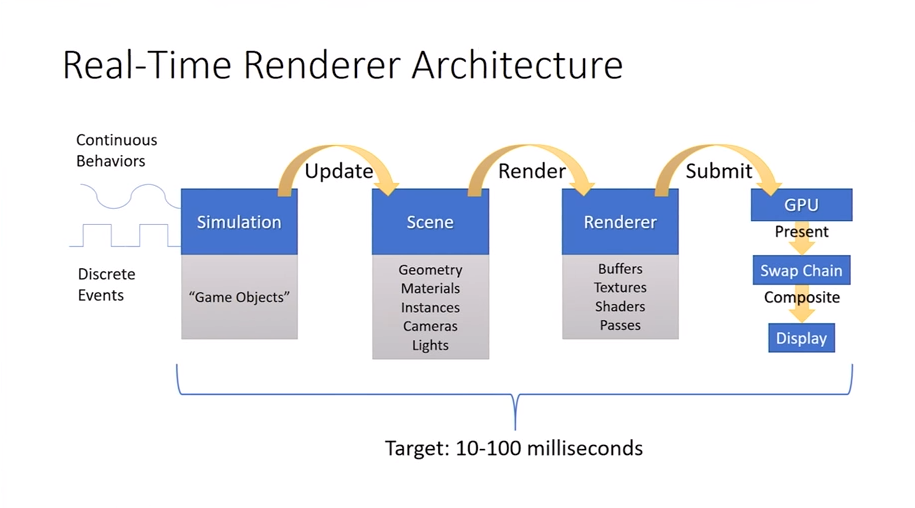 Real-Time Renderer Architecture
Continuous
Behaviors
Discrete
Events
Update
Render
Submit
Simulation
"Game Objects"
Scene
Geometry
Materials
Instances
Cameras
Lights
Renderer
Buffers
Textures
Shaders
Passes
GPU
Present
Swap Chain
Composite
Display
Target: 10-100 milliseconds